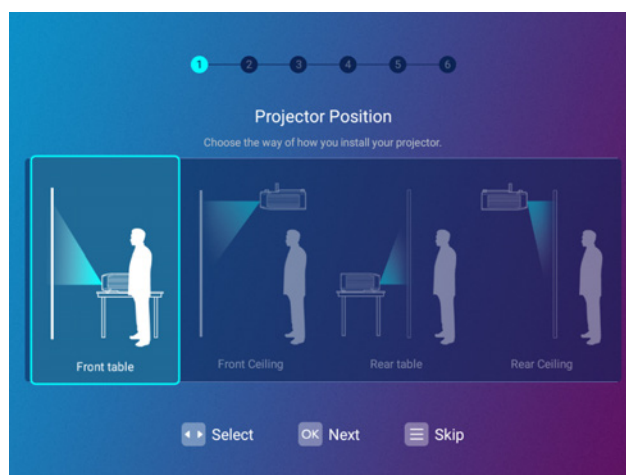 1 2 3 4 5 6
Projector Position
Choose the way of how you install your projector.
Front table Front Ceiling Rear table Rear Ceiling
Select OK Next Skip